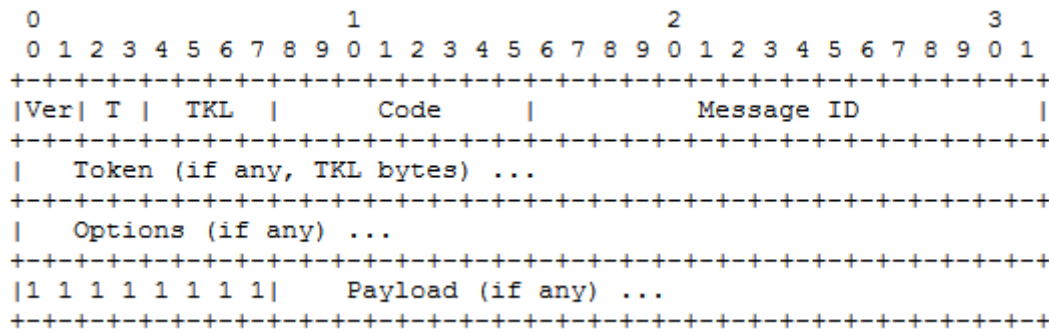 0                   1                   2                   3
 0 1 2 3 4 5 6 7 8 9 0 1 2 3 4 5 6 7 8 9 0 1 2 3 4 5 6 7 8 9 0 1
+-+-+-+-+-+-+-+-+-+-+-+-+-+-+-+-+-+-+-+-+-+-+-+-+-+-+-+-+-+-+-+-+
|Ver| T |  TKL  |      Code     |          Message ID           |
+-+-+-+-+-+-+-+-+-+-+-+-+-+-+-+-+-+-+-+-+-+-+-+-+-+-+-+-+-+-+-+-+
|   Token (if any, TKL bytes) ...
+-+-+-+-+-+-+-+-+-+-+-+-+-+-+-+-+-+-+-+-+-+-+-+-+-+-+-+-+-+-+-+-+
|   Options (if any) ...
+-+-+-+-+-+-+-+-+-+-+-+-+-+-+-+-+-+-+-+-+-+-+-+-+-+-+-+-+-+-+-+-+
|1 1 1 1 1 1 1 1|    Payload (if any) ...
+-+-+-+-+-+-+-+-+-+-+-+-+-+-+-+-+-+-+-+-+-+-+-+-+-+-+-+-+-+-+-+-+